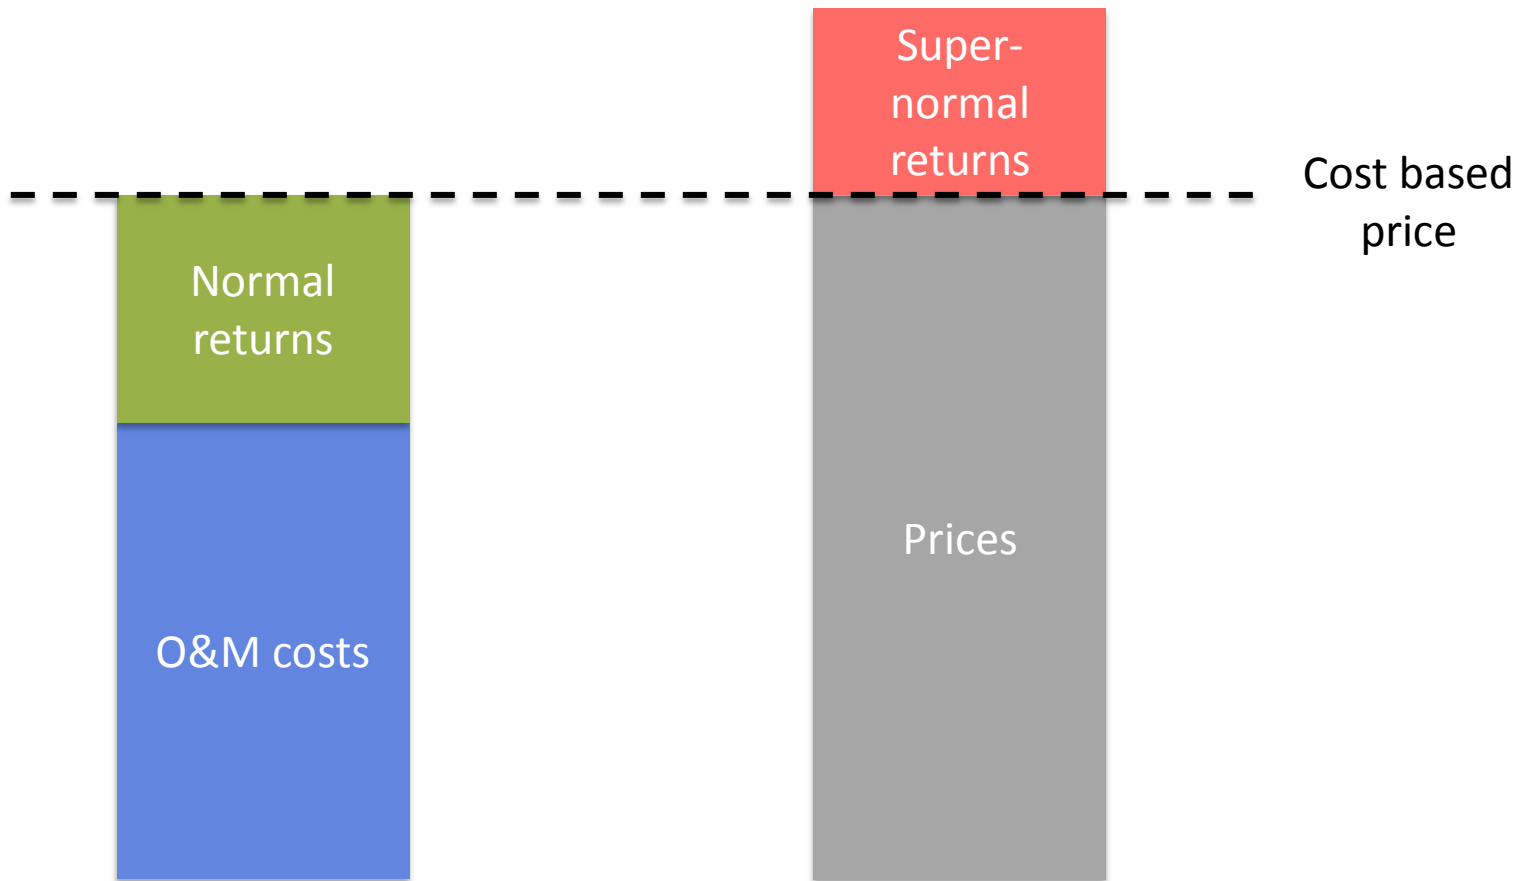 Super-
normal
returns
Cost based
price
Normal
returns
Prices
O&M costs